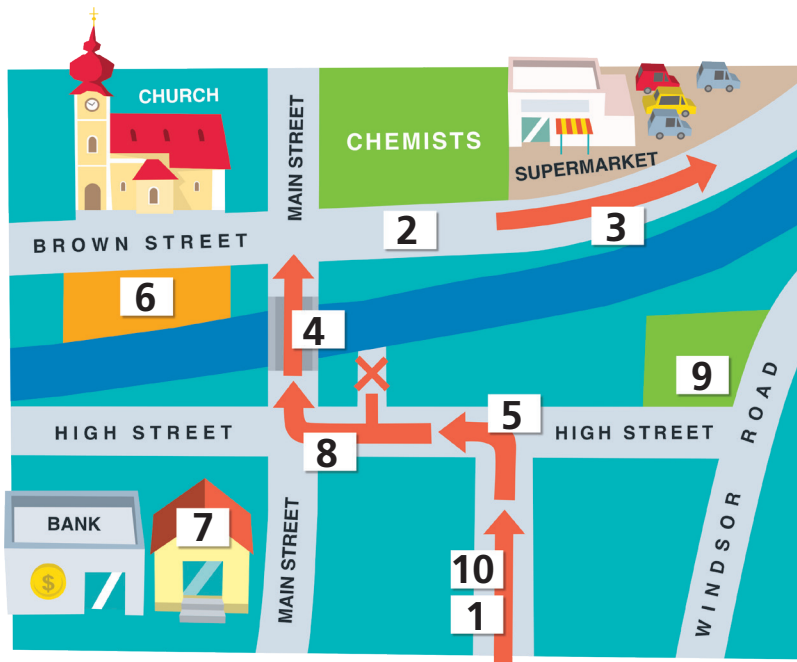 CHURCH
MAIN STREET
CHEMISTS
SUPERMARKET
BROWN STREET
2
3
6
4
9
5
HIGH STREET
8
HIGH STREET
WINDSOR ROAD
BANK
$
7
MAIN STREET
10
1